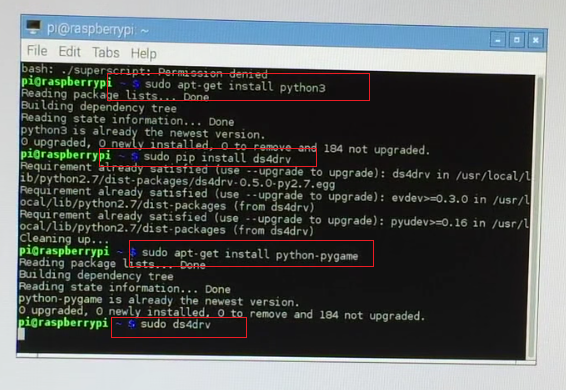 pi@raspberrypi: ~
File Edit Tabs Help
bash: ./superscript: Permission denied
pi@raspberrypi ~ $ sudo apt-get install python3
Reading package lists... Done
Building dependency tree
Reading state information... Done
python3 is already the newest version.
0 upgraded, 0 newly installed, 0 to remove and 184 not upgraded.
pi@raspberrypi ~ $ sudo pip install ds4drv
Requirement already satisfied (use --upgrade to upgrade): ds4drv in /usr/local/l
ib/python2.7/dist-packages/ds4drv-0.5.0-py2.7.egg
Requirement already satisfied (use --upgrade to upgrade): evdev>=0.3.0 in /usr/l
ocal/lib/python2.7/dist-packages (from ds4drv)
Requirement already satisfied (use --upgrade to upgrade): pyudev>=0.16 in /usr/l
ocal/lib/python2.7/dist-packages (from ds4drv)
Cleaning up...
pi@raspberrypi ~ $ sudo apt-get install python-pygame
Reading package lists... Done
Building dependency tree
Reading state information... Done
python-pygame is already the newest version.
0 upgraded, 0 newly installed, 0 to remove and 184 not upgraded.
pi@raspberrypi ~ $ sudo ds4drv